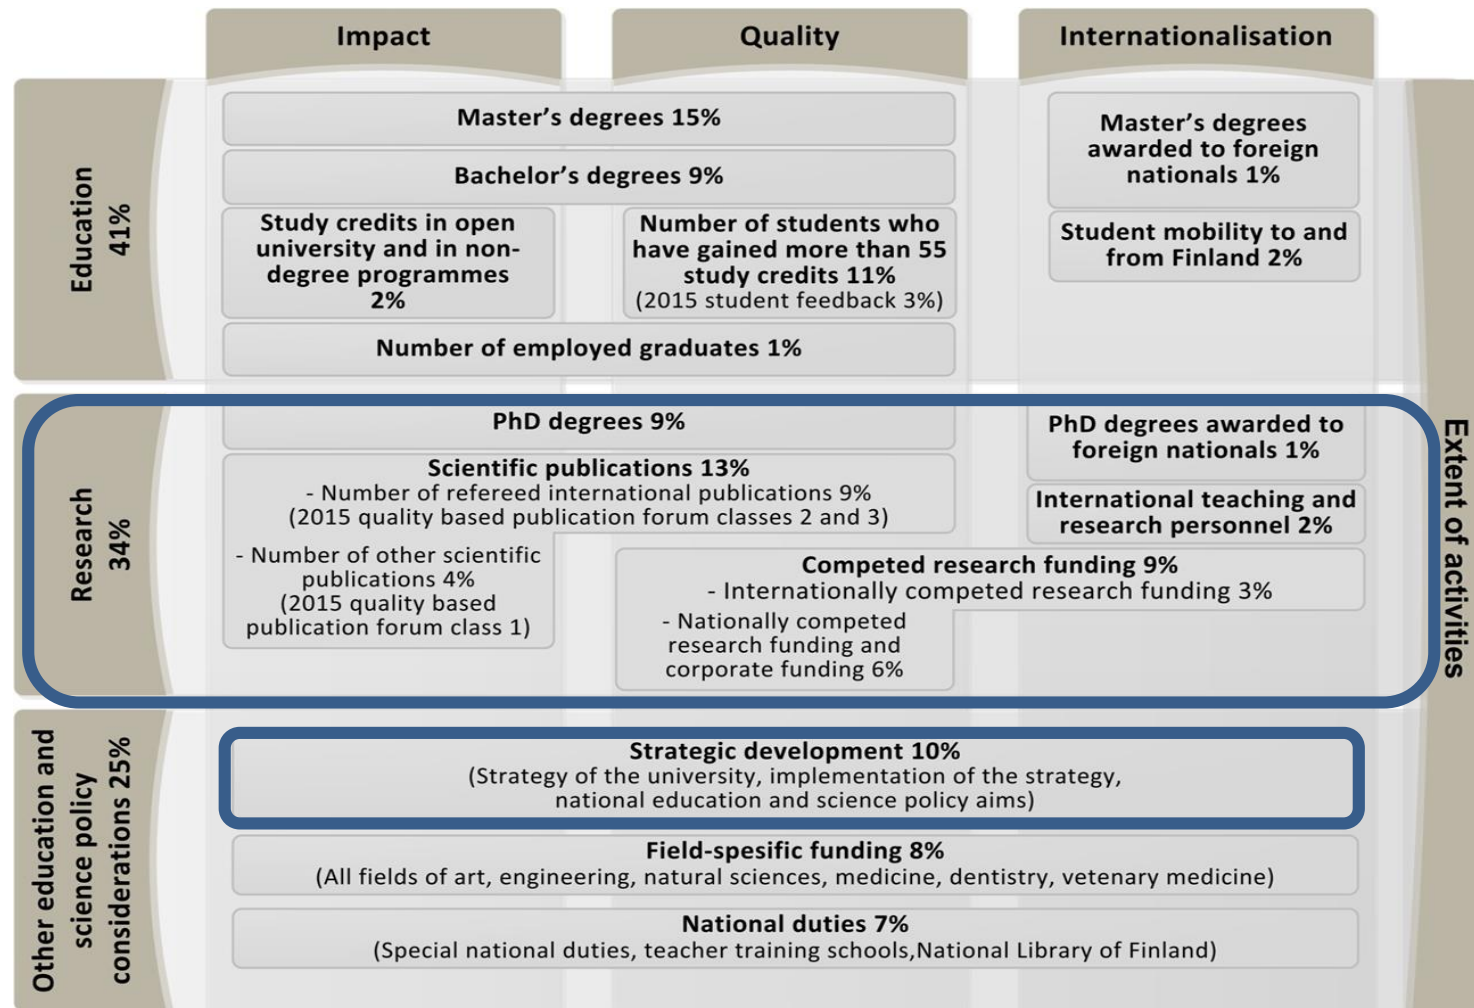 Impact
Quality
Internationalisation
Education
41%
Master's degrees 15%
Bachelor's degrees 9%
Study credits in open
university and in non-
degree programmes
2%
Number of students who
have gained more than 55
study credits 11%
(2015 student feedback 3%)
Number of employed graduates 1%
Master's degrees
awarded to foreign
nationals 1%
Student mobility to and
from Finland 2%
Research
34%
PhD degrees 9%
Scientific publications 13%
- Number of refereed international publications 9%
(2015 quality based publication forum classes 2 and 3)
- Number of other scientific
publications 4%
(2015 quality based
publication forum class 1)
PhD degrees awarded to
foreign nationals 1%
International teaching and
research personnel 2%
Competed research funding 9%
- Internationally competed research funding 3%
- Nationally competed
research funding and
corporate funding 6%
Other education and
science policy
considerations 25%
Strategic development 10%
(Strategy of the university, implementation of the strategy,
national education and science policy aims)
Field-spesific funding 8%
(All fields of art, engineering, natural sciences, medicine, dentistry, vetenary medicine)
National duties 7%
(Special national duties, teacher training schools,National Library of Finland)
Extent of activities